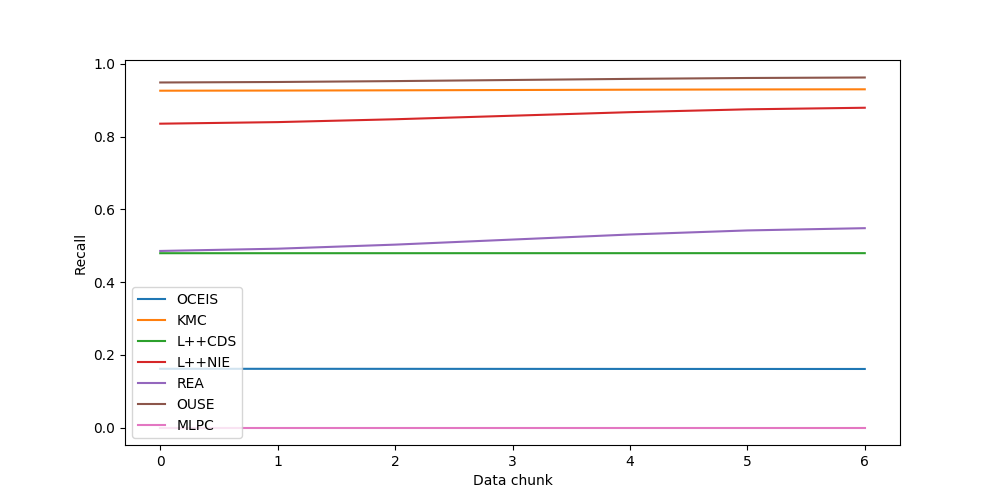 1.0
0.8
0.6
0.4
0.2
0.0
Recall
OCEIS
KMC
L++CDS
L++NIE
REA
OUSE
MLPC
0 1 2 3 4 5 6
Data chunk